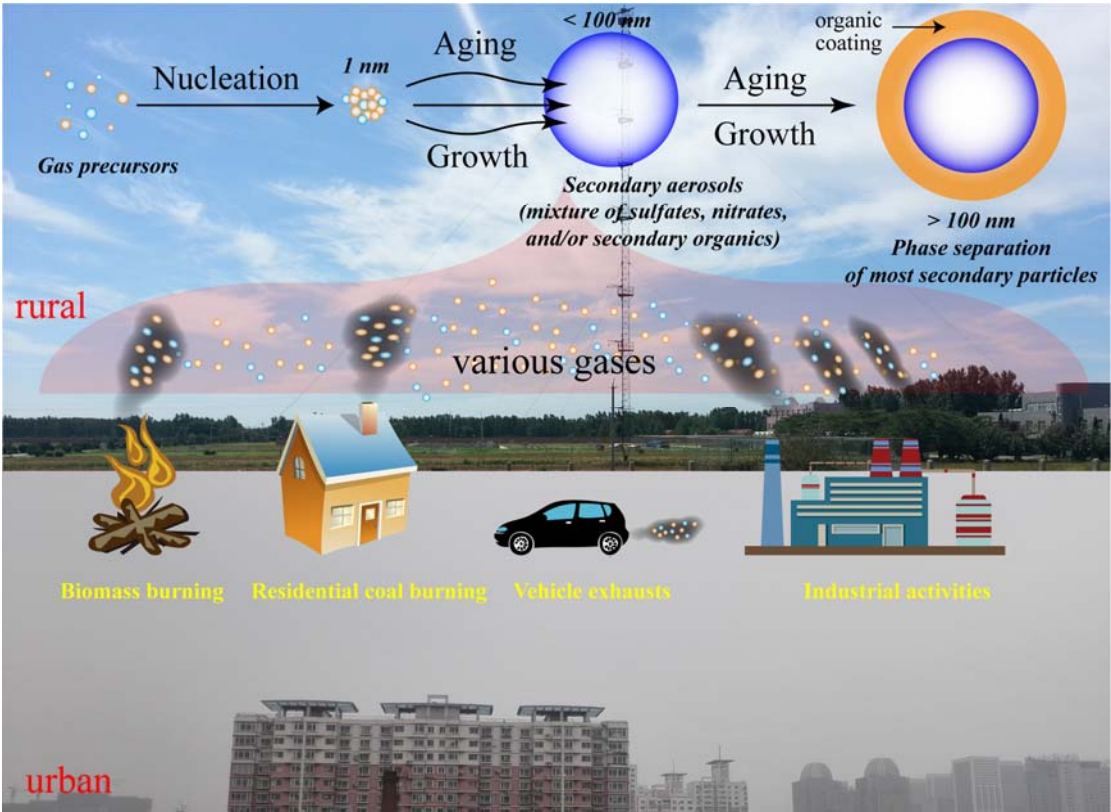 Gas precursors
Nucleation
1 nm
Aging
Growth
< 100 nm
Secondary aerosols
(mixture of sulfates, nitrates,
and/or secondary organics)
Aging
Growth
organic
coating
> 100 nm
Phase separation
of most secondary particles
rural
various gases
Biomass burning
Residential coal burning
Vehicle exhausts
Industrial activities
urban